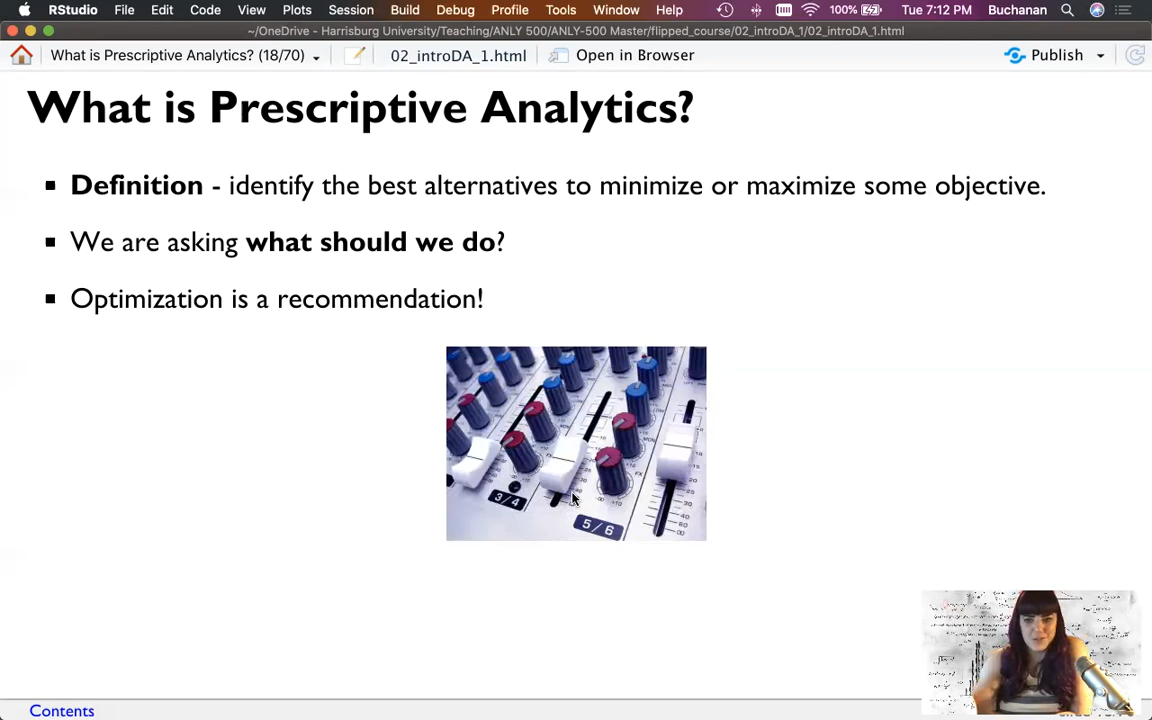 RStudio File Edit Code View Plots Session Build Debug Profile Tools Window Help 100% Tue 7:12 PM Buchanan
~/OneDrive - Harrisburg University/Teaching/ANLY 500/ANLY-500 Master/flipped_course/02_introDA_1/02_introDA_1.html
What is Prescriptive Analytics? (18/70) 02_introDA_1.html Open in Browser Publish
What is Prescriptive Analytics?
Definition - identify the best alternatives to minimize or maximize some objective.
We are asking what should we do?
Optimization is a recommendation!
3/4
5/6
Contents